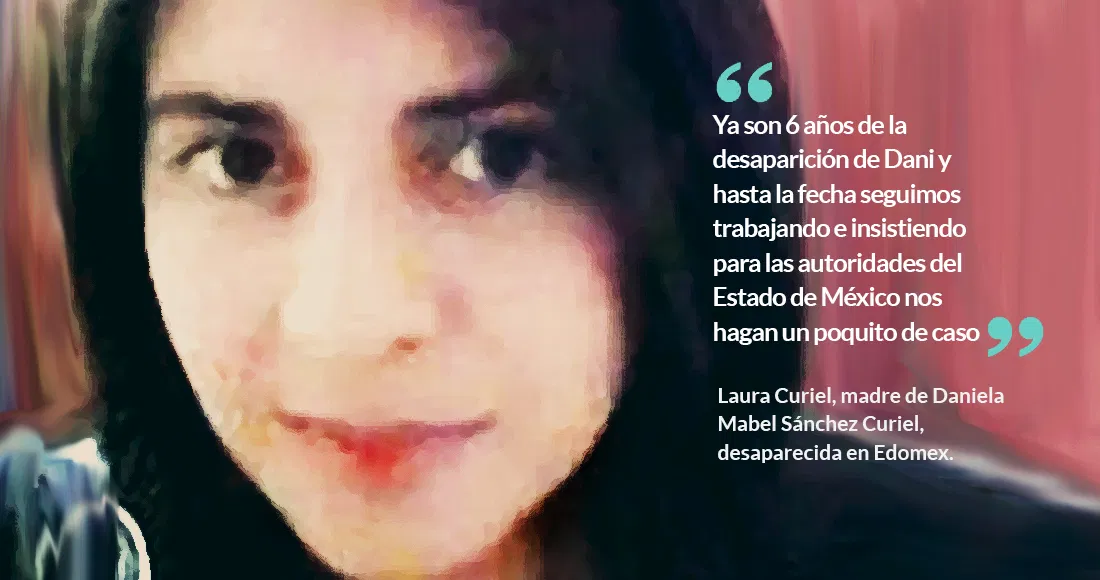 “
Ya son 6 años de la
desaparición de Dani y
hasta la fecha seguimos
trabajando e insistiendo
para las autoridades del
Estado de México nos
hagan un poquito de caso ”
Laura Curiel, madre de Daniela
Mabel Sánchez Curiel,
desaparecida en Edomex.